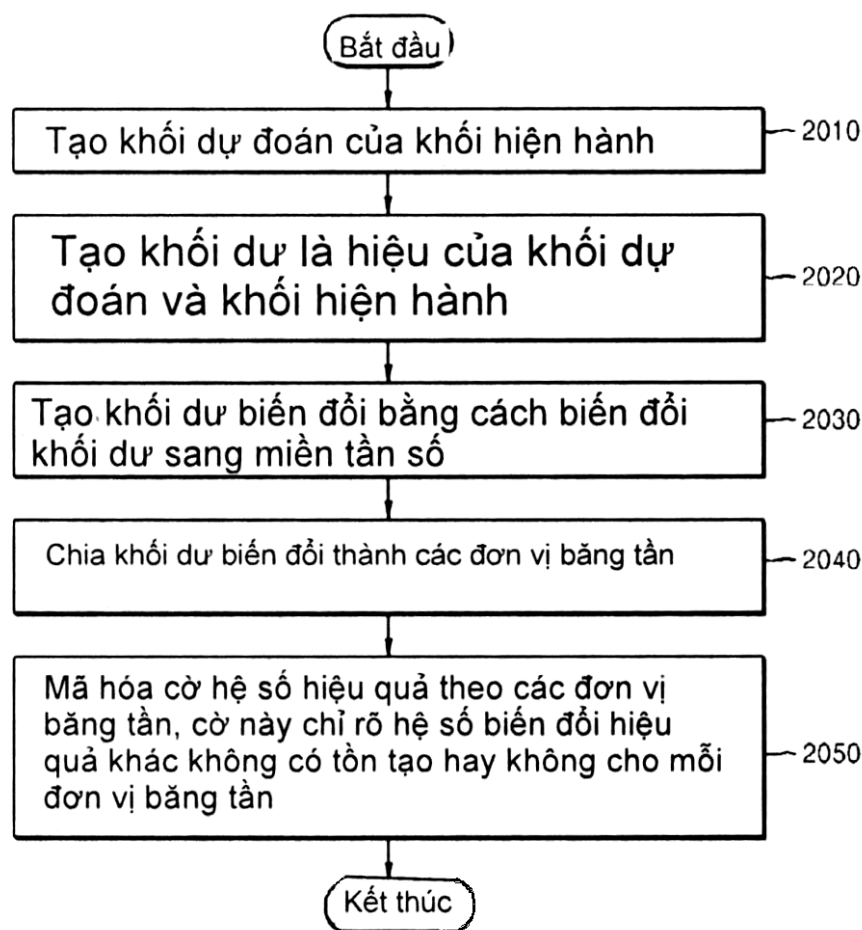 Bắt đầu
Tạo khối dự đoán của khối hiện hành
2010
Tạo khối dư là hiệu của khối dự
đoán và khối hiện hành
2020
Tạo khối dư biến đổi bằng cách biến đổi
khối dư sang miền tần số
2030
Chia khối dư biến đổi thành các đơn vị băng tần
2040
Mã hóa cờ hệ số hiệu quả theo các đơn vị
băng tần, cờ này chỉ rõ hệ số biến đổi hiệu
quả khác không có tồn tạo hay không cho mỗi
đơn vị băng tần
2050
Kết thúc